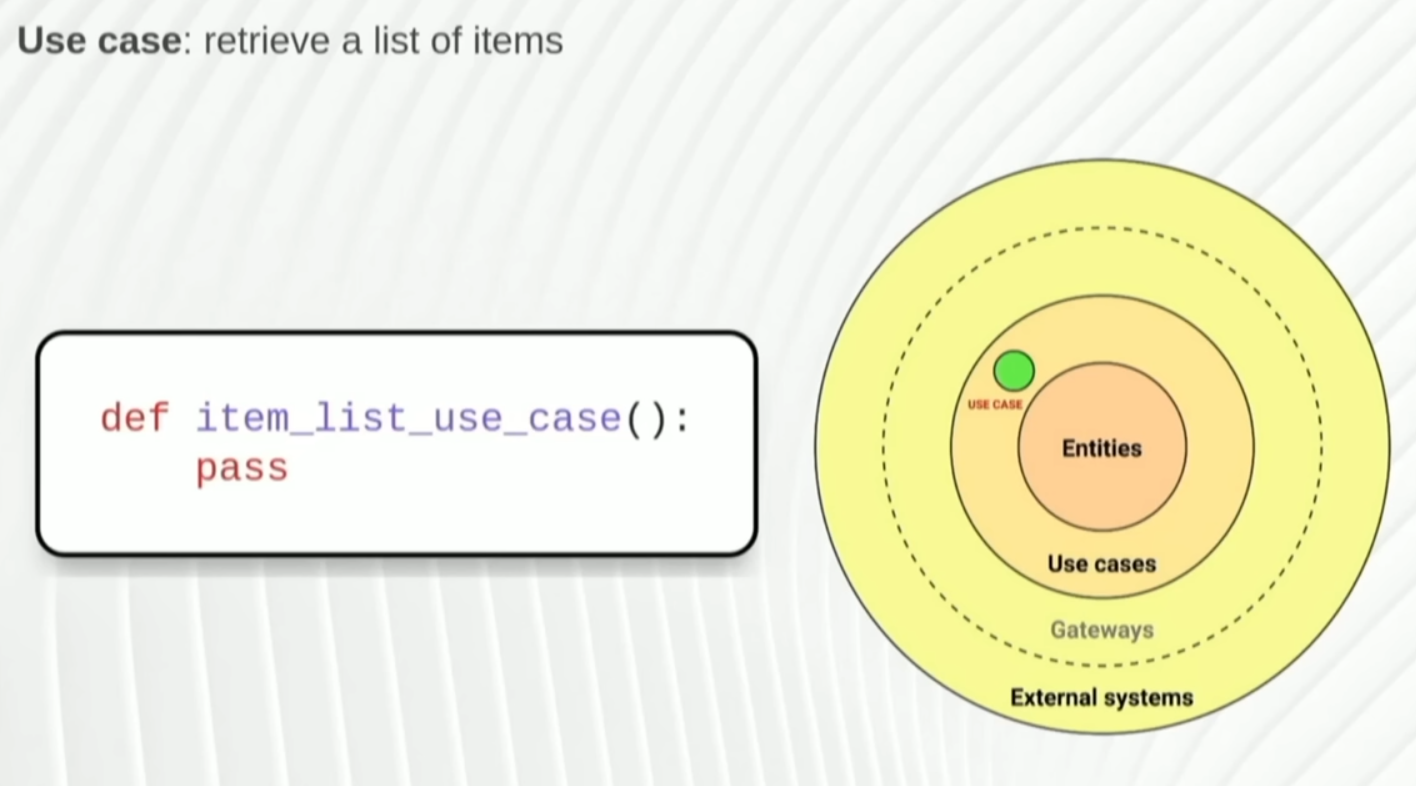 Use case: retrieve a list of items
def item_list_use_case():
pass
USE CASE
Entities
Use cases
Gateways
External systems